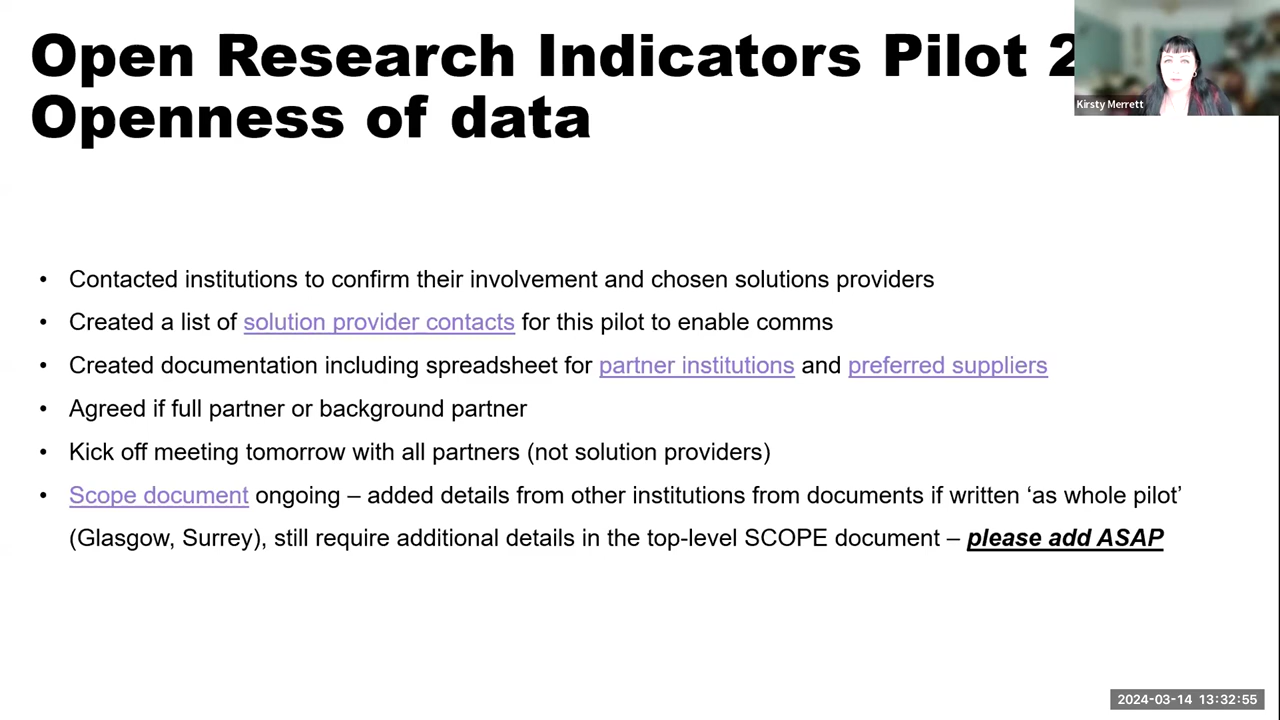 Open Research Indicators Pilot 2
Openness of data
Kirsty Merrett
• Contacted institutions to confirm their involvement and chosen solutions providers
• Created a list of solution provider contacts for this pilot to enable comms
• Created documentation including spreadsheet for partner institutions and preferred suppliers
• Agreed if full partner or background partner
• Kick off meeting tomorrow with all partners (not solution providers)
• Scope document ongoing – added details from other institutions from documents if written ‘as whole pilot’
(Glasgow, Surrey), still require additional details in the top-level SCOPE document – please add ASAP
2024-03-14 13:32:55